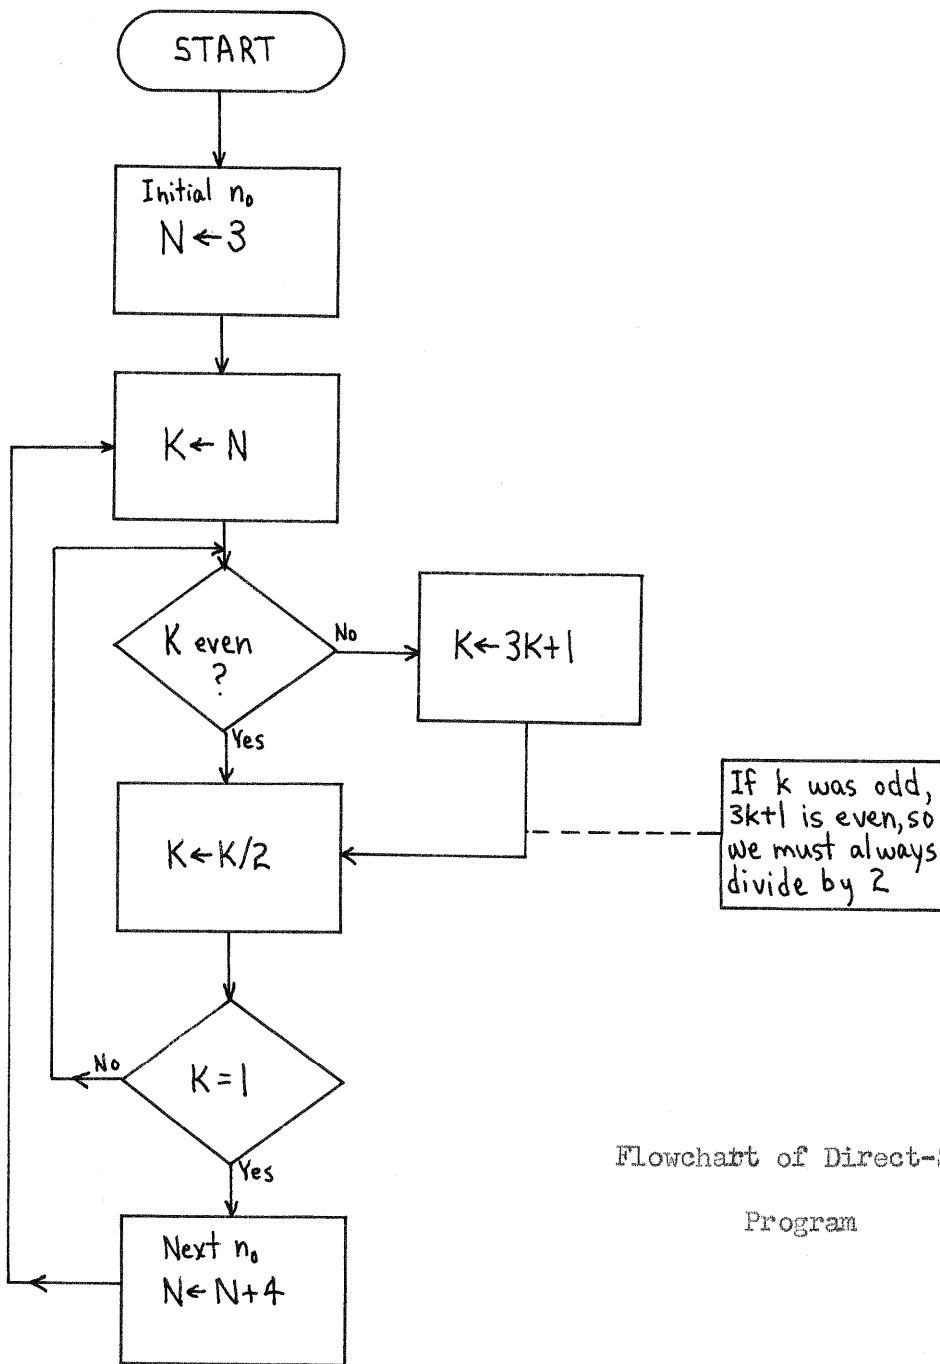 START
Initial n₀
N←3
K←N
K even
?
No
K←3K+1
Yes
If k was odd,
3k+1 is even, so
we must always
divide by 2
K←K/2
No
K=1
Yes
Flowchart of Direct-
Program
Next n₀
N←N+4